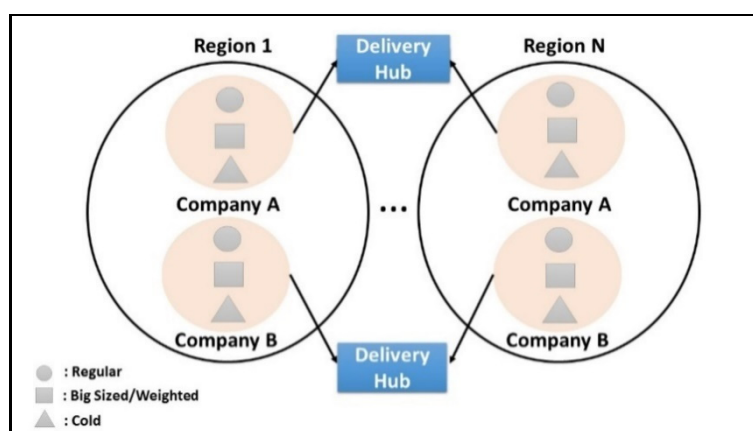 Region 1
Delivery
Hub
Region N
Company A
...
Company A
Company B
Company B
Delivery
Hub
: Regular
: Big Sized/Weighted
: Cold